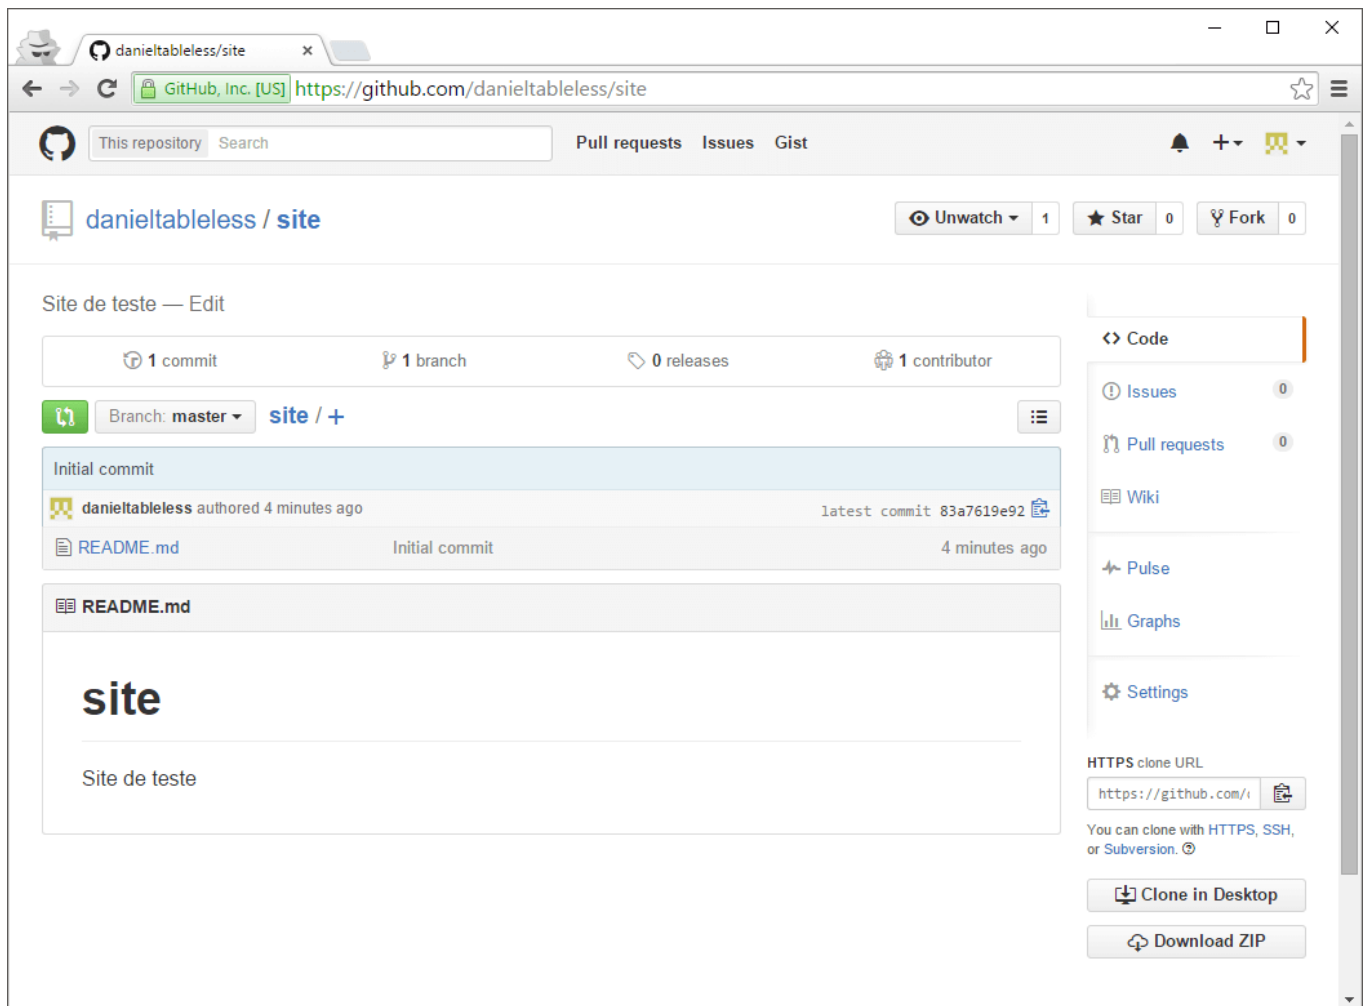 danieltableless/site
GitHub, Inc. [US] https://github.com/danieltableless/site
This repository Search Pull requests Issues Gist
danieltableless / site Unwatch 1 Star 0 Fork 0
Site de teste — Edit
1 commit 1 branch 0 releases 1 contributor
Branch: master site / +
Initial commit
danieltableless authored 4 minutes ago latest commit 83a7619e92
README.md Initial commit 4 minutes ago
README.md
site
Site de teste
Code
Issues 0
Pull requests 0
Wiki
Pulse
Graphs
Settings
HTTPS clone URL
https://github.com/
You can clone with HTTPS, SSH,
or Subversion.
Clone in Desktop
Download ZIP